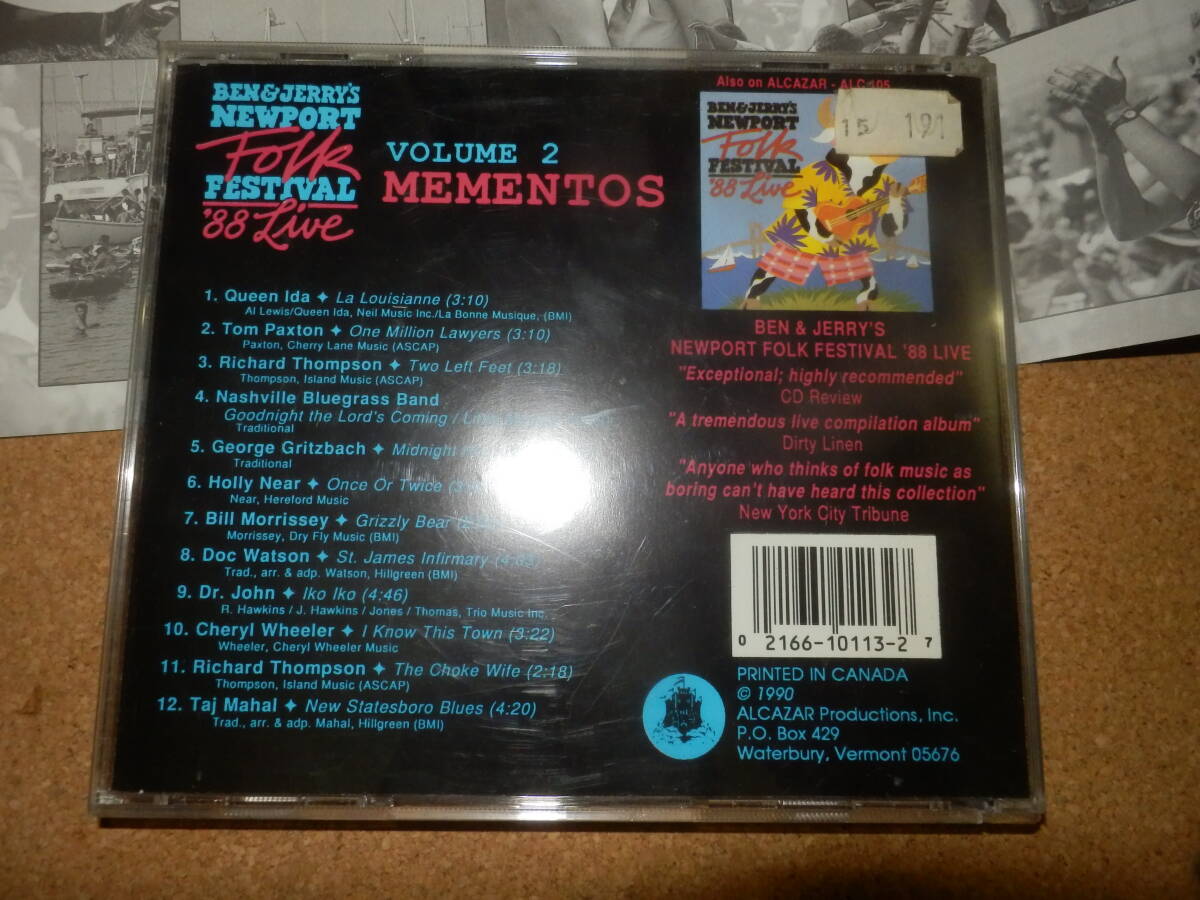 BEN & JERRY'S
NEWPORT
Folk
FESTIVAL
'88 Live
VOLUME 2
MEMENTOS
1. Queen Ida ✦ La Louisianne (3:10)
Al Lewis/Queen Ida, Neil Music Inc./La Bonne Musique, (BMI)
2. Tom Paxton ✦ One Million Lawyers (3:10)
Paxton, Cherry Lane Music (ASCAP)
3. Richard Thompson ✦ Two Left Feet (3:18)
Thompson, Island Music (ASCAP)
4. Nashville Bluegrass Band
Goodnight the Lord's Coming /
Traditional
5. George Gritzbach ✦ Midnight
Traditional
6. Holly Near ✦ Once Or Twice
Near, Hereford Music
7. Bill Morrissey ✦ Grizzly Bear
Morrissey, Dry Fly Music (BMI)
8. Doc Watson ✦ St. James Infirmary
Trad., arr. & adp. Watson, Hillgreen (BMI)
9. Dr. John ✦ Iko Iko (4:46)
R. Hawkins / J. Hawkins / Jones / Thomas, Trio Music Inc.
10. Cheryl Wheeler ✦ I Know This Town (3:22)
Wheeler, Cheryl Wheeler Music
11. Richard Thompson ✦ The Choke Wife (2:18)
Thompson, Island Music (ASCAP)
12. Taj Mahal ✦ New Statesboro Blues (4:20)
Trad., arr. & adp. Mahal, Hillgreen (BMI)
Also on ALCAZAR - ALC 105
15 191
BEN & JERRY'S
NEWPORT
Folk
FESTIVAL
'88 Live
BEN & JERRY'S
NEWPORT FOLK FESTIVAL '88 LIVE
"Exceptional; highly recommended"
CD Review
"A tremendous live compilation album"
Dirty Linen
"Anyone who thinks of folk music as
boring can't have heard this collection"
New York City Tribune
0 2166-10113-2 7
PRINTED IN CANADA
© 1990
ALCAZAR Productions, Inc.
P.O. Box 429
Waterbury, Vermont 05676